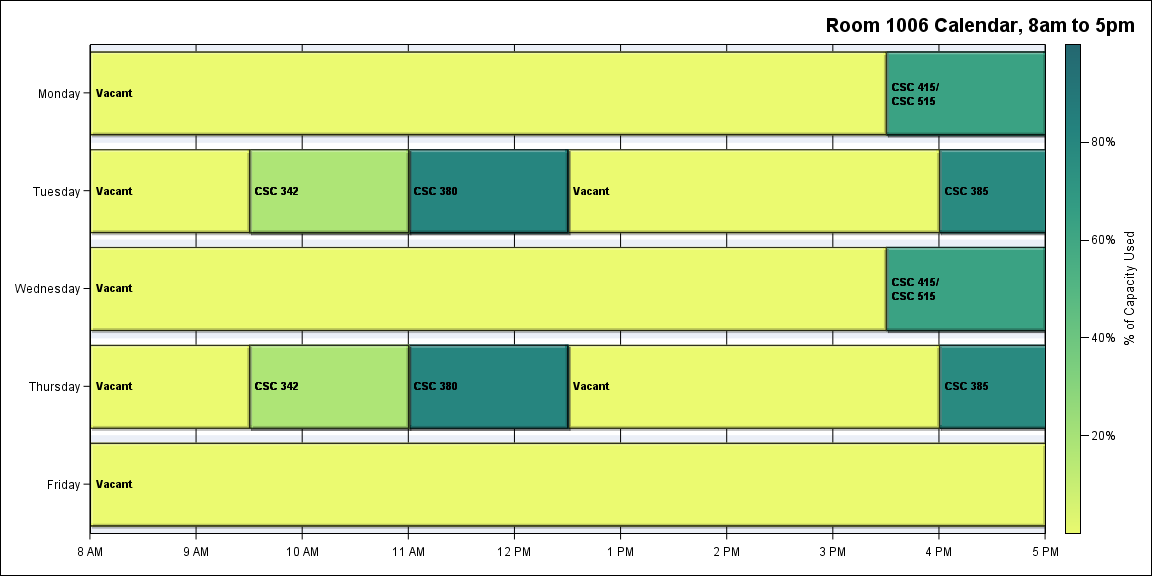 Room 1006 Calendar, 8am to 5pm
Monday
Vacant
CSC 415/
CSC 515
Tuesday
Vacant
CSC 342
CSC 380
Vacant
CSC 385
Wednesday
Vacant
CSC 415/
CSC 515
Thursday
Vacant
CSC 342
CSC 380
Vacant
CSC 385
Friday
Vacant
8 AM
9 AM
10 AM
11 AM
12 PM
1 PM
2 PM
3 PM
4 PM
5 PM
80%
60%
40%
20%
% of Capacity Used